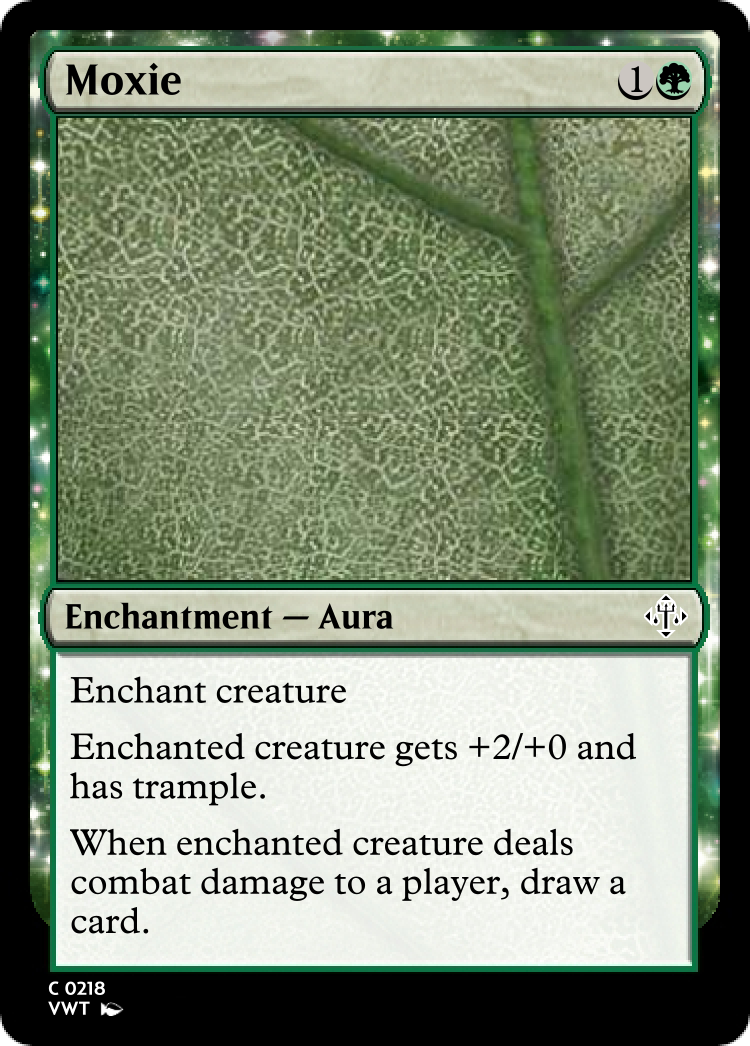 Moxie 1
Enchantment — Aura
Enchant creature
Enchanted creature gets +2/+0 and
has trample.
When enchanted creature deals
combat damage to a player, draw a
card.
C 0218
VWT